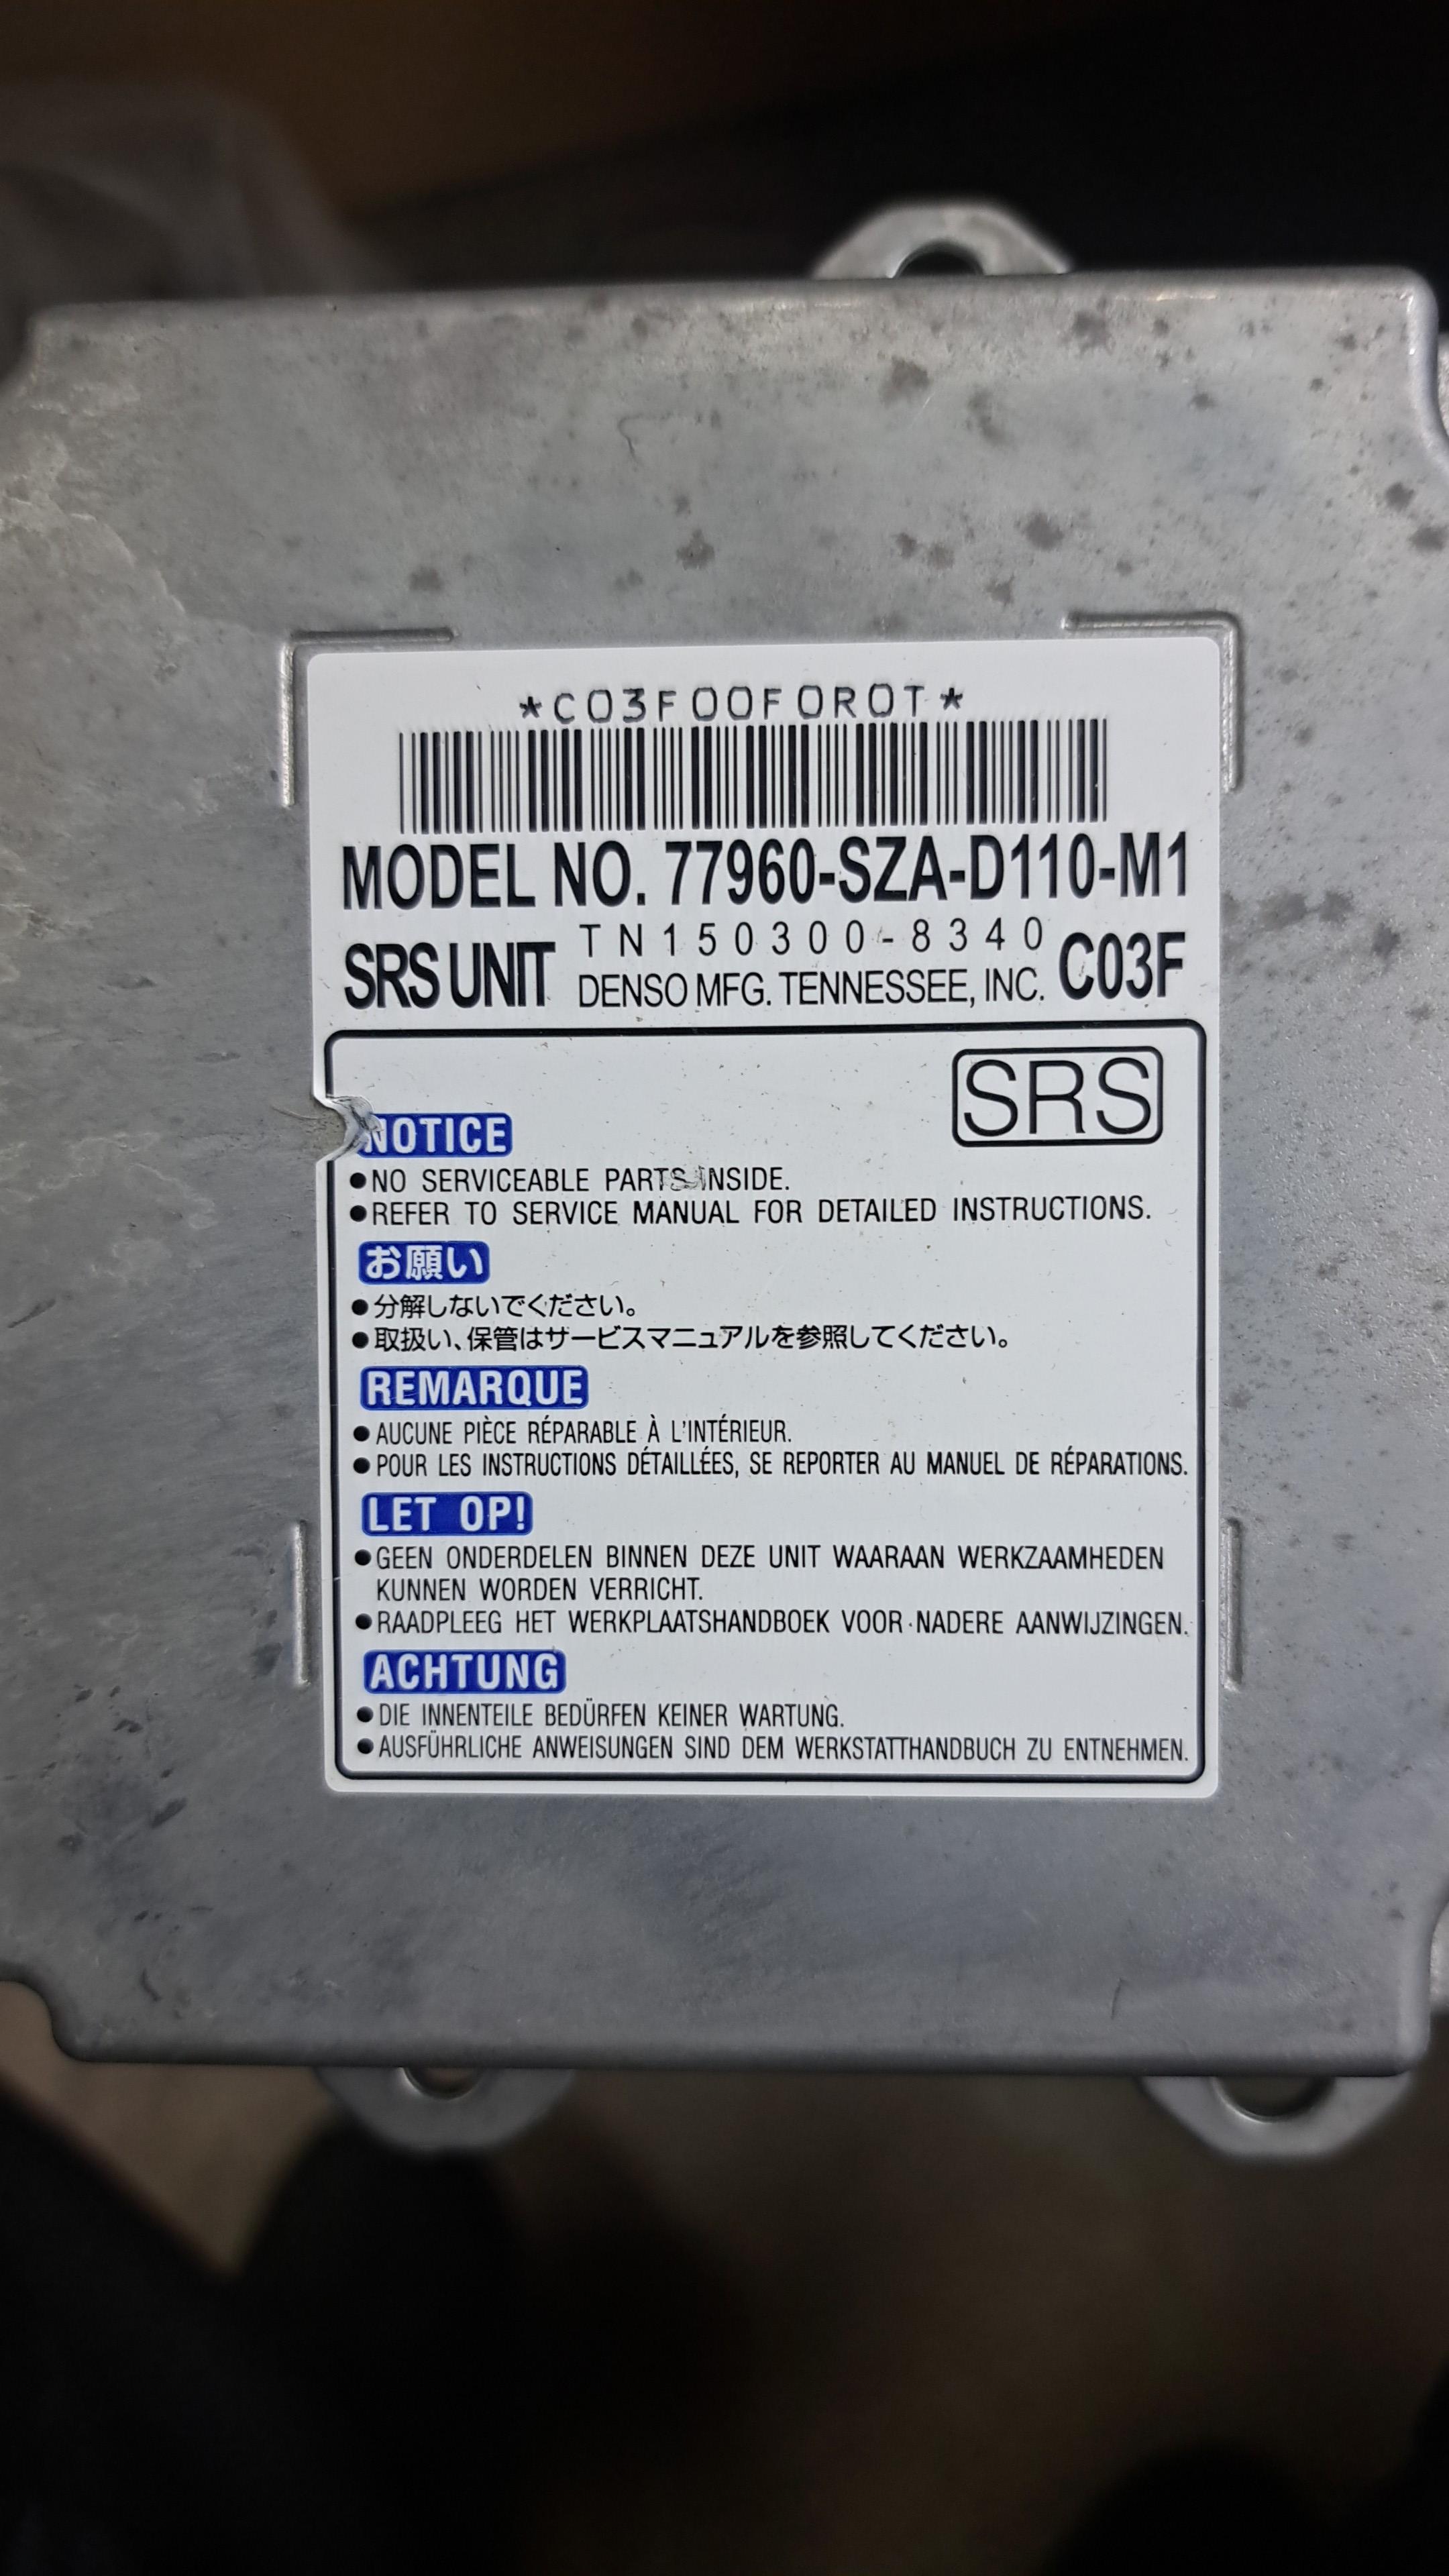 *C03F00F0R0T*
MODEL NO. 77960-SZA-D110-M1
SRS UNIT TN150300-8340 C03F
DENSO MFG. TENNESSEE, INC.
SRS
NOTICE
●NO SERVICEABLE PARTS INSIDE.
●REFER TO SERVICE MANUAL FOR DETAILED INSTRUCTIONS.
お願い
●分解しないでください。
●取扱い、保管はサービスマニュアルを参照してください。
REMARQUE
●AUCUNE PIÈCE RÉPARABLE À L'INTÉRIEUR.
●POUR LES INSTRUCTIONS DÉTAILLÉES, SE REPORTER AU MANUEL DE RÉPARATIONS.
LET OP!
●GEEN ONDERDELEN BINNEN DEZE UNIT WAARAAN WERKZAAMHEDEN
KUNNEN WORDEN VERRICHT.
●RAADPLEEG HET WERKPLAATSHANDBOEK VOOR NADERE AANWIJZINGEN.
ACHTUNG
●DIE INNENTEILE BEDÜRFEN KEINER WARTUNG.
●AUSFÜHRLICHE ANWEISUNGEN SIND DEM WERKSTATTHANDBUCH ZU ENTNEHMEN.